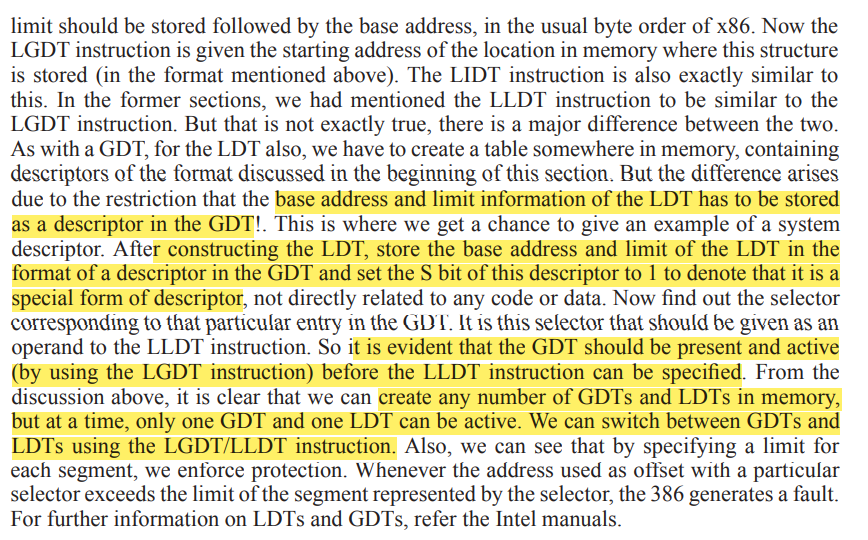 limit should be stored followed by the base address, in the usual byte order of x86. Now the
LGDT instruction is given the starting address of the location in memory where this structure
is stored (in the format mentioned above). The LIDT instruction is also exactly similar to
this. In the former sections, we had mentioned the LLDT instruction to be similar to the
LGDT instruction. But that is not exactly true, there is a major difference between the two.
As with a GDT, for the LDT also, we have to create a table somewhere in memory, containing
descriptors of the format discussed in the beginning of this section. But the difference arises
due to the restriction that the base address and limit information of the LDT has to be stored
as a descriptor in the GDT!. This is where we get a chance to give an example of a system
descriptor. After constructing the LDT, store the base address and limit of the LDT in the
format of a descriptor in the GDT and set the S bit of this descriptor to 1 to denote that it is a
special form of descriptor, not directly related to any code or data. Now find out the selector
corresponding to that particular entry in the GDT. It is this selector that should be given as an
operand to the LLDT instruction. So it is evident that the GDT should be present and active
(by using the LGDT instruction) before the LLDT instruction can be specified. From the
discussion above, it is clear that we can create any number of GDTs and LDTs in memory,
but at a time, only one GDT and one LDT can be active. We can switch between GDTs and
LDTs using the LGDT/LLDT instruction. Also, we can see that by specifying a limit for
each segment, we enforce protection. Whenever the address used as offset with a particular
selector exceeds the limit of the segment represented by the selector, the 386 generates a fault.
For further information on LDTs and GDTs, refer the Intel manuals.